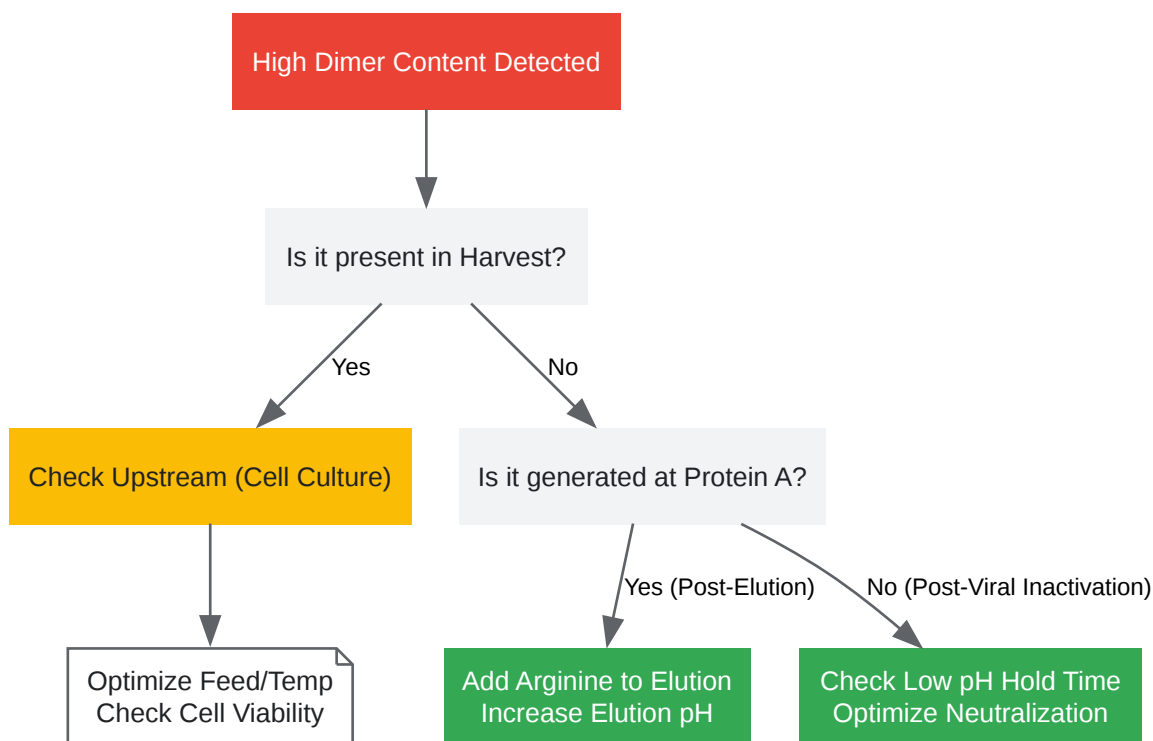 High Dimer Content Detected
Is it present in Harvest?
Yes
No
Check Upstream (Cell Culture)
Is it generated at Protein A?
Yes (Post-Elution)
No (Post-Viral Inactivation)
Optimize Feed/Temp
Check Cell Viability
Add Arginine to Elution
Increase Elution pH
Check Low pH Hold Time
Optimize Neutralization